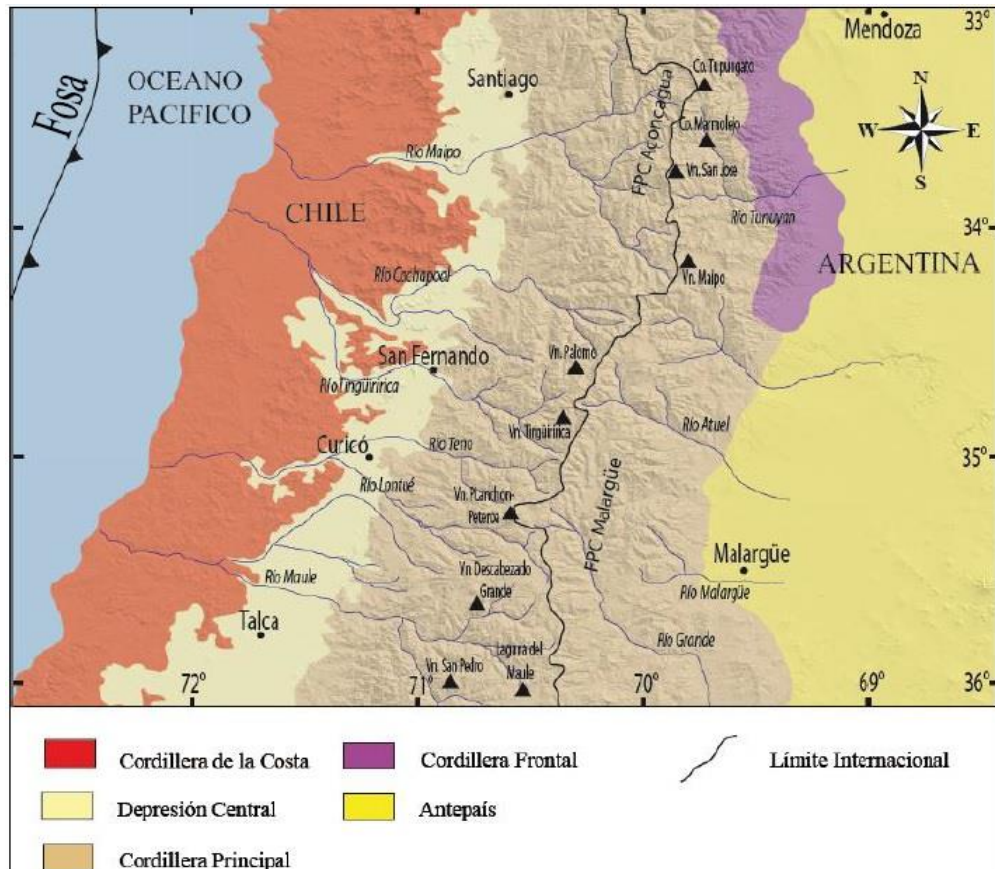 33°
Mendoza
OCEANO
PACIFICO
Fosa
Santiago
Co. Tupungato
N
W E
S
FPC Aconcagua
Co. Marmolejo
Río Maipo
Vn. San Jose
CHILE
Río Tunuyan
34°
ARGENTINA
Río Cachapoal
Vn. Maipo
San Fernando
Vn. Palomo
Río Tingüiririca
Río Atuel
Vn. Tingüiririca
Curicó
Río Teno
35°
Río Lontué
FPC Malargüe
Vn. Planchon-
Peteroa
Malargüe
Vn. Descabezado
Grande
Río Maule
Río Malargüe
Talca
Río Grande
Laguna del
Maule
Vn. San Pedro
72° 71° 70° 69° 36°
Cordillera de la Costa
Cordillera Frontal
Límite Internacional
Depresión Central
Antepaís
Cordillera Principal